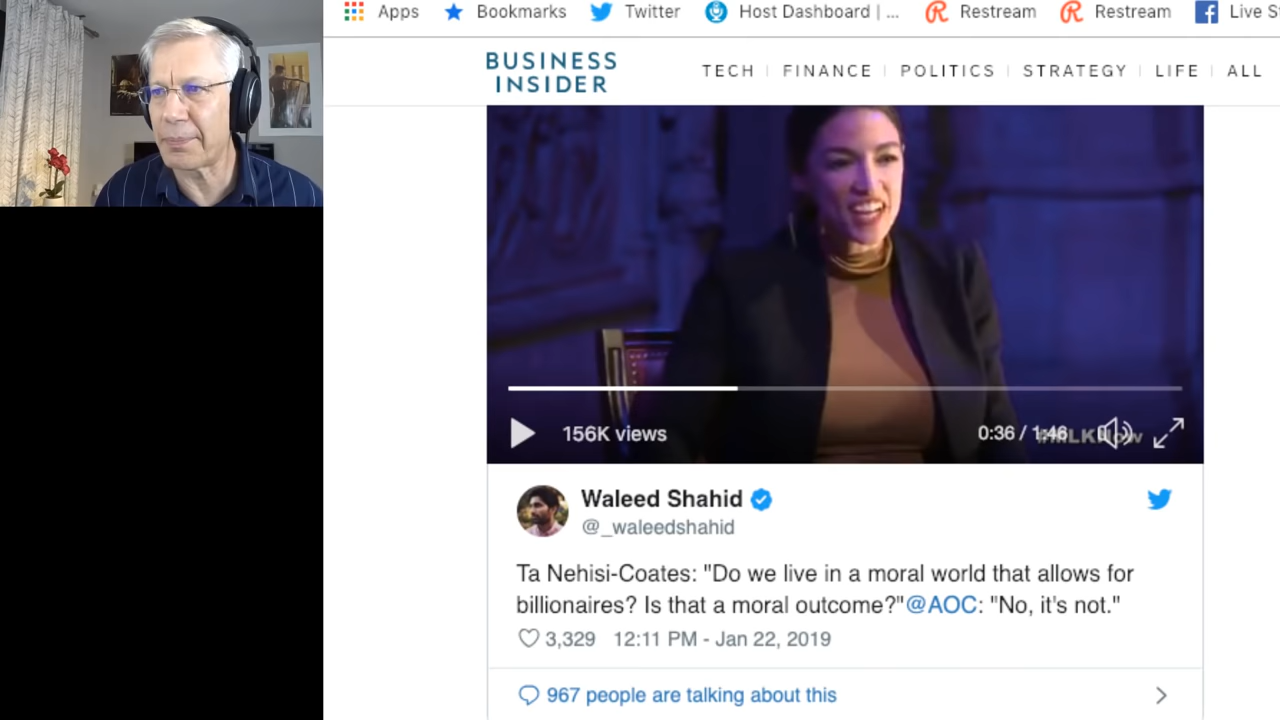 Apps Bookmarks Twitter Host Dashboard | ... Restream Restream Live S
BUSINESS
INSIDER
TECH FINANCE POLITICS STRATEGY LIFE ALL
156K views 0:36 / 1:46
Waleed Shahid
@_waleedshahid
Ta Nehisi-Coates: "Do we live in a moral world that allows for
billionaires? Is that a moral outcome?"@AOC: "No, it's not."
3,329 12:11 PM - Jan 22, 2019
967 people are talking about this